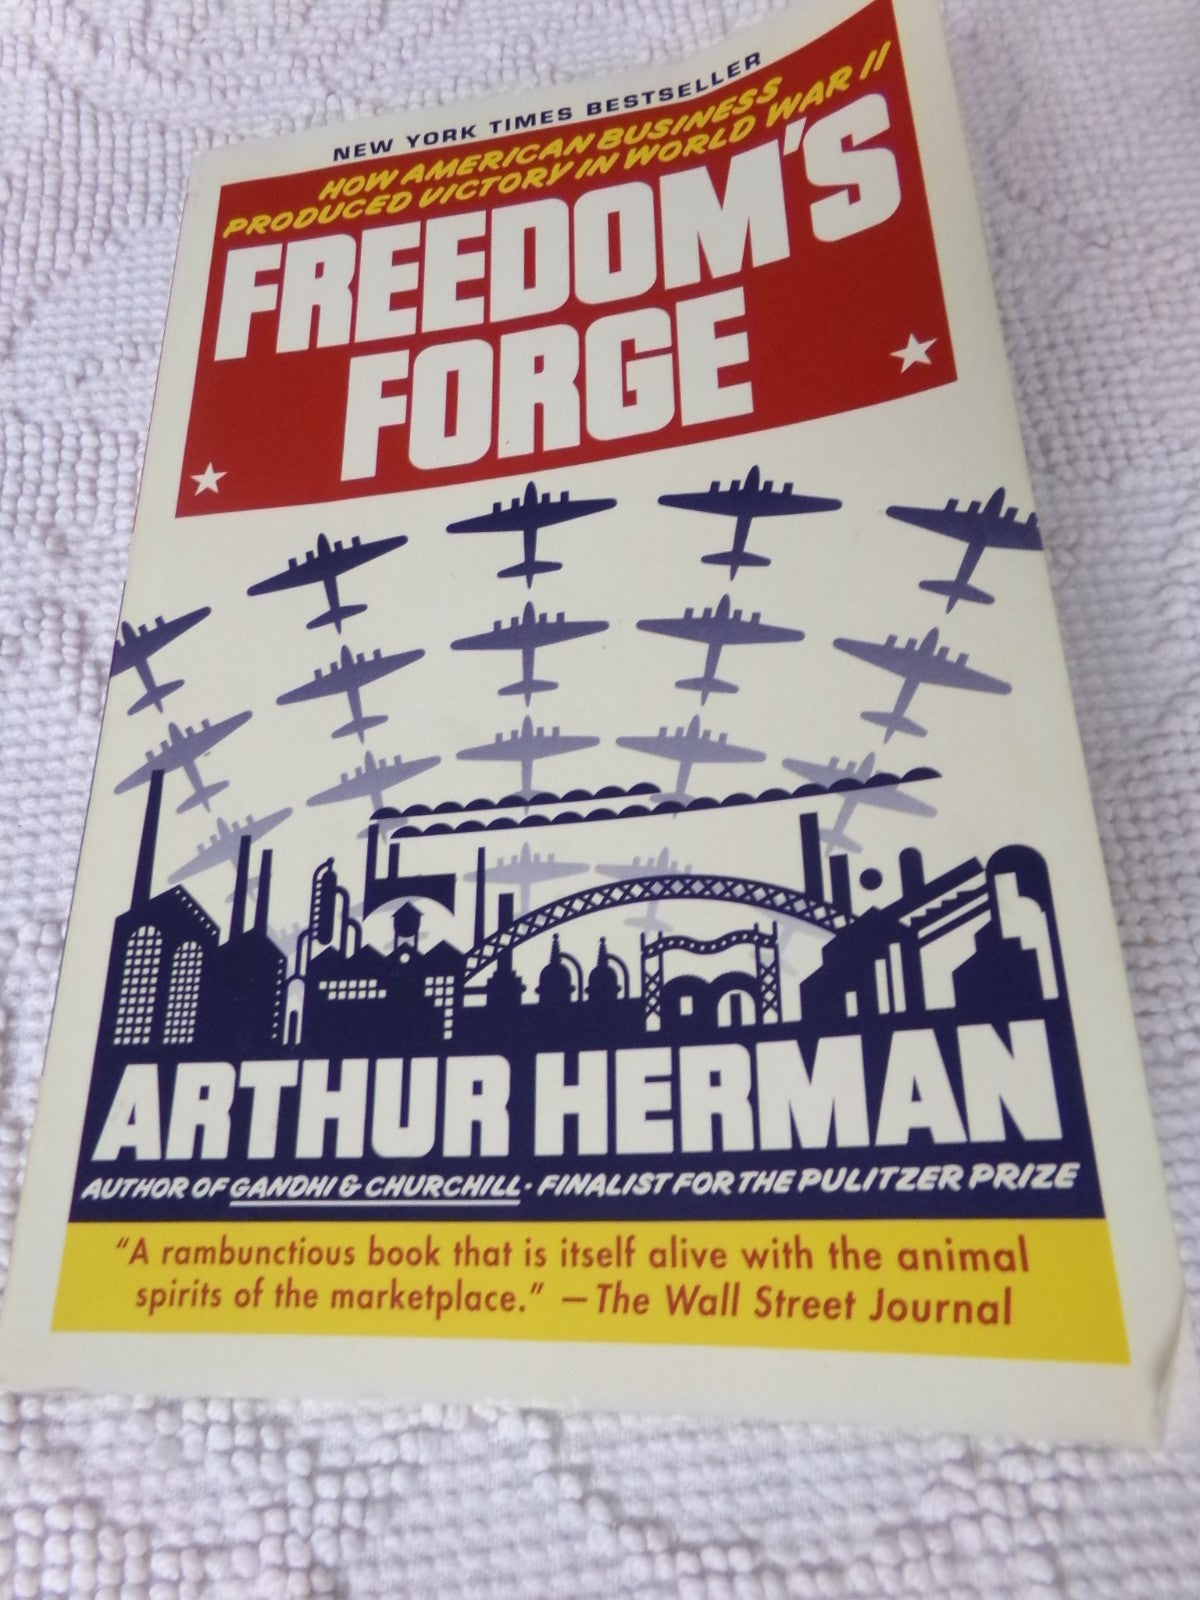 NEW YORK TIMES BESTSELLER
HOW AMERICAN BUSINESS
PRODUCED VICTORY IN WORLD WAR II
FREEDOM'S
FORGE
ARTHUR HERMAN
AUTHOR OF GANDHI & CHURCHILL · FINALIST FOR THE PULITZER PRIZE
“A rambunctious book that is itself alive with the animal
spirits of the marketplace.” —The Wall Street Journal